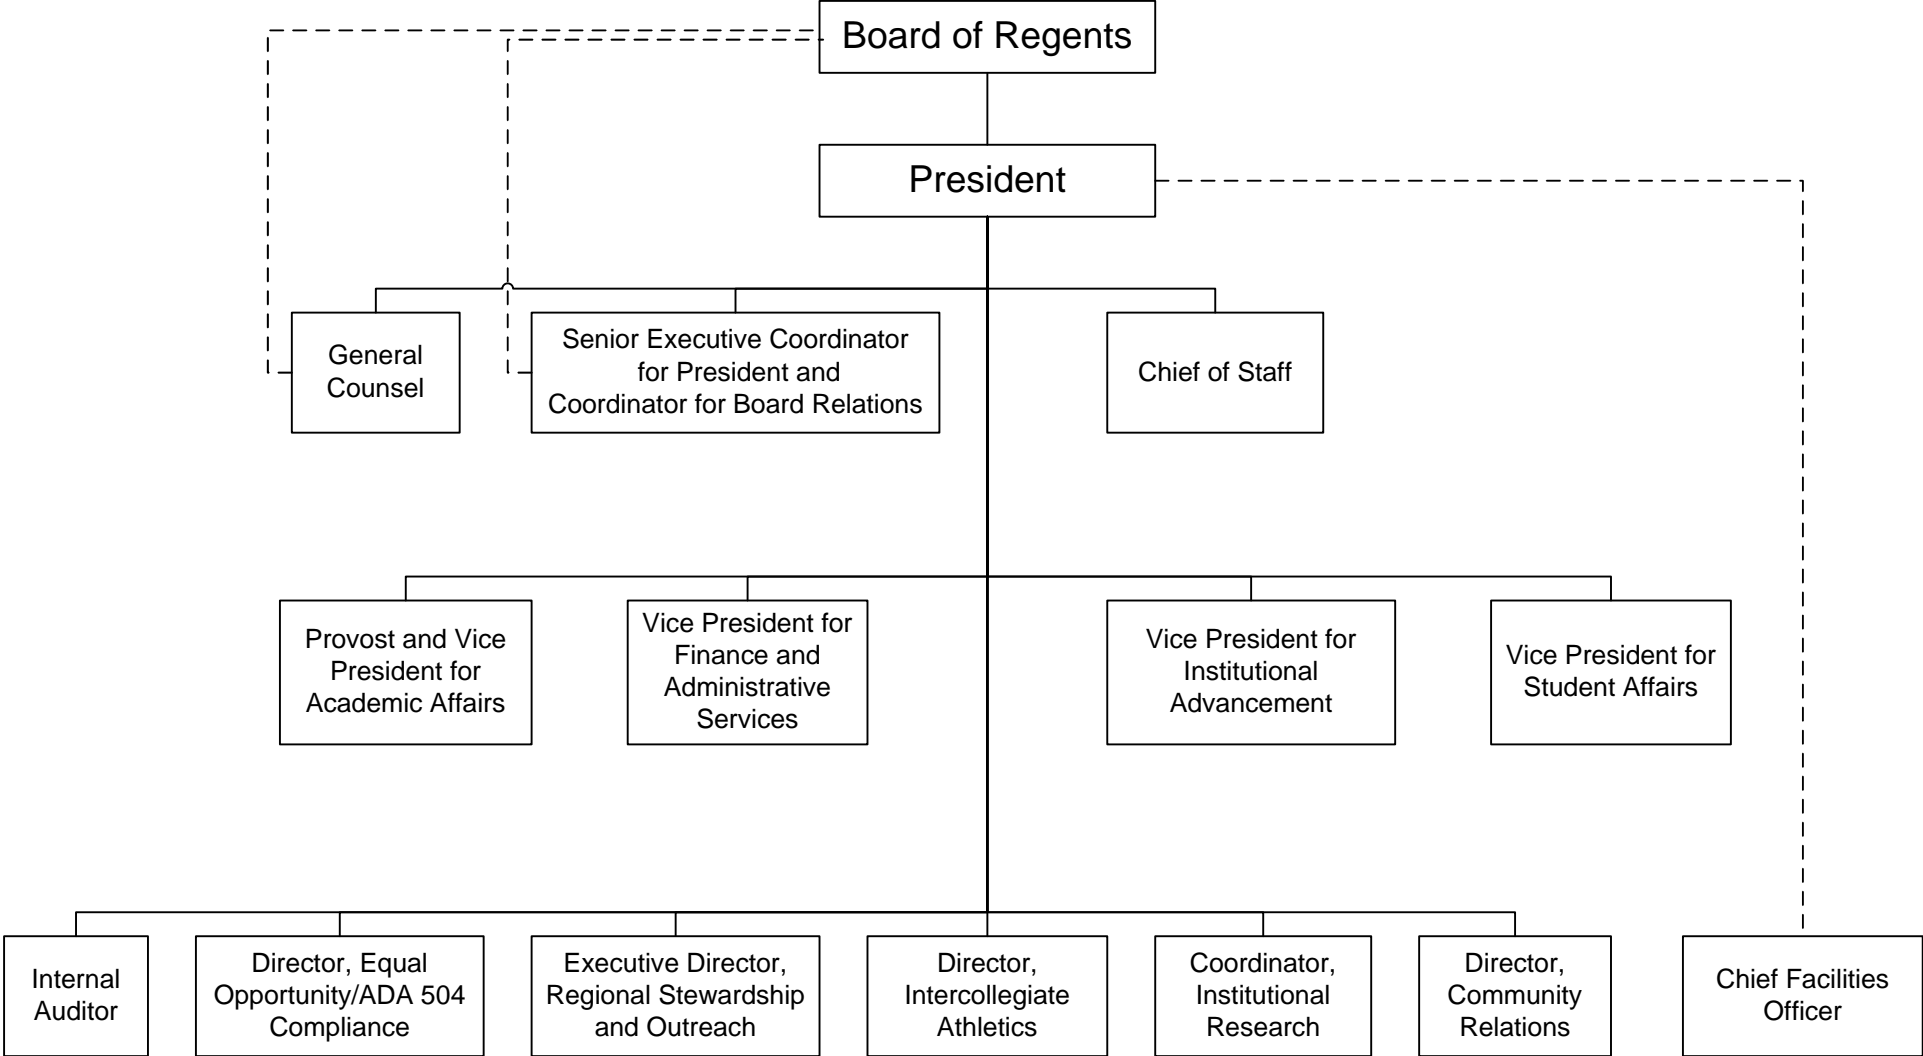 Board of Regents
President
General
Counsel
Senior Executive Coordinator
for President and
Coordinator for Board Relations
Chief of Staff
Provost and Vice
President for
Academic Affairs
Vice President for
Finance and
Administrative
Services
Vice President for
Institutional
Advancement
Vice President for
Student Affairs
Internal
Auditor
Director, Equal
Opportunity/ADA 504
Compliance
Executive Director,
Regional Stewardship
and Outreach
Director,
Intercollegiate
Athletics
Coordinator,
Institutional
Research
Director,
Community
Relations
Chief Facilities
Officer